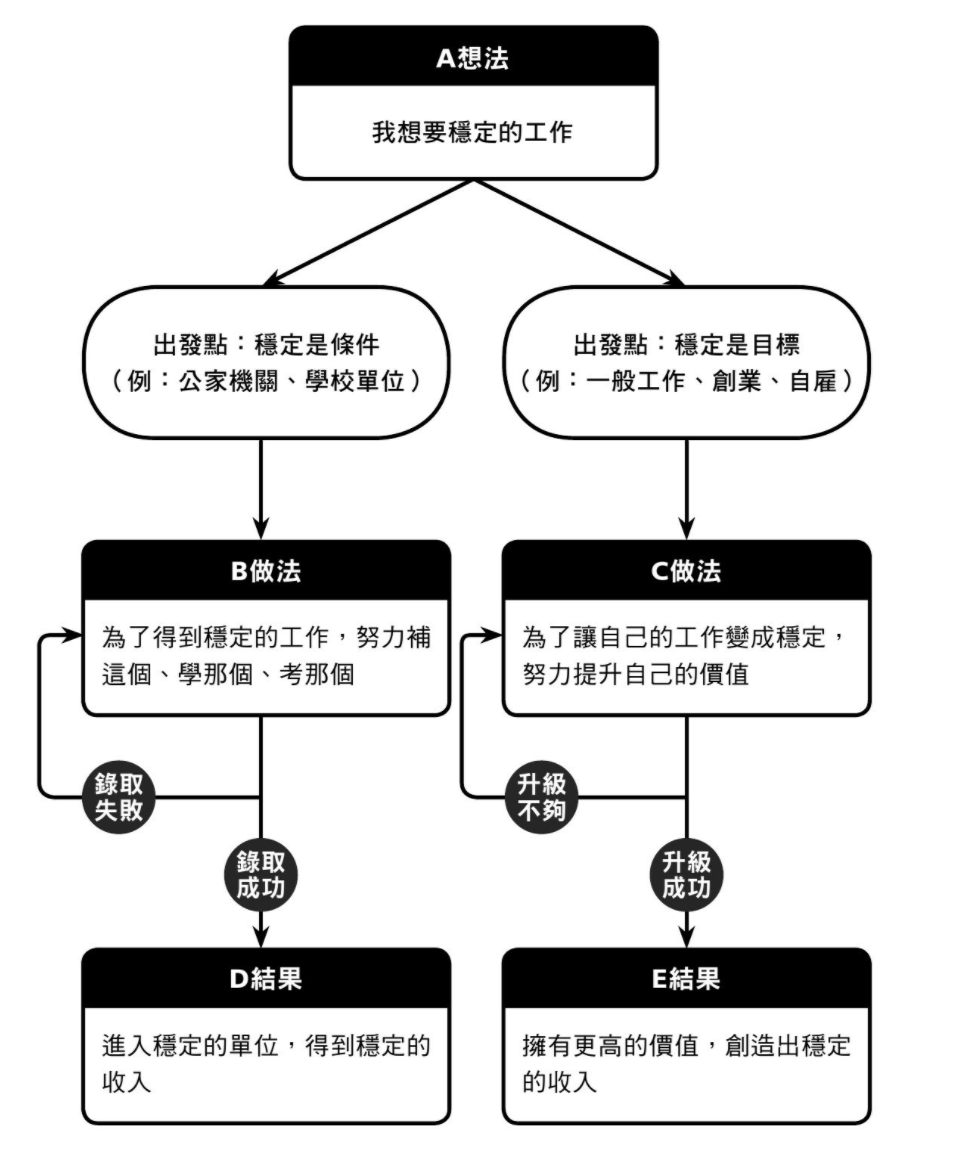 A想法
我想要穩定的工作
出發點：穩定是條件
（例：公家機關、學校單位）
出發點：穩定是目標
（例：一般工作、創業、自雇）
B做法
為了得到穩定的工作，努力補
這個、學那個、考那個
C做法
為了讓自己的工作變成穩定，
努力提升自己的價值
錄取
失敗
升級
不夠
錄取
成功
升級
成功
D結果
進入穩定的單位，得到穩定的
收入
E結果
擁有更高的價值，創造出穩定
的收入